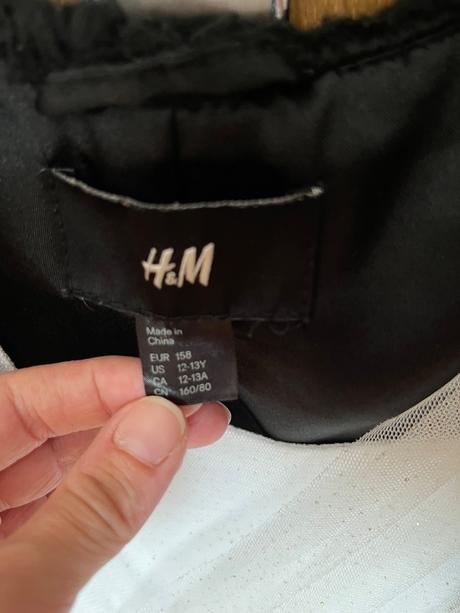 H&M
Made in
China
EUR 158
US 12-13Y
CA 12-13A
CN 160/80